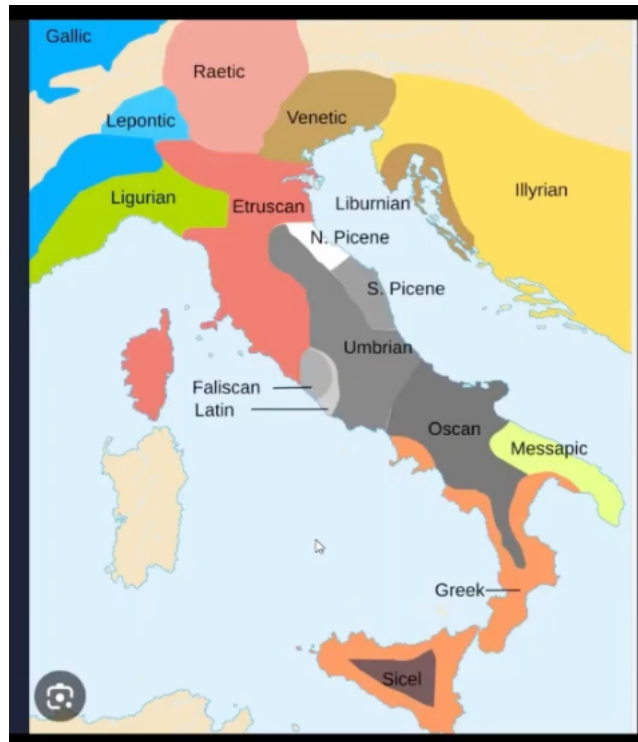 Gallic
Raetic
Lepontic
Venetic
Ligurian
Etruscan
Liburnian
Illyrian
N. Picene
S. Picene
Umbrian
Faliscan
Latin
Oscan
Messapic
Greek
Sicel